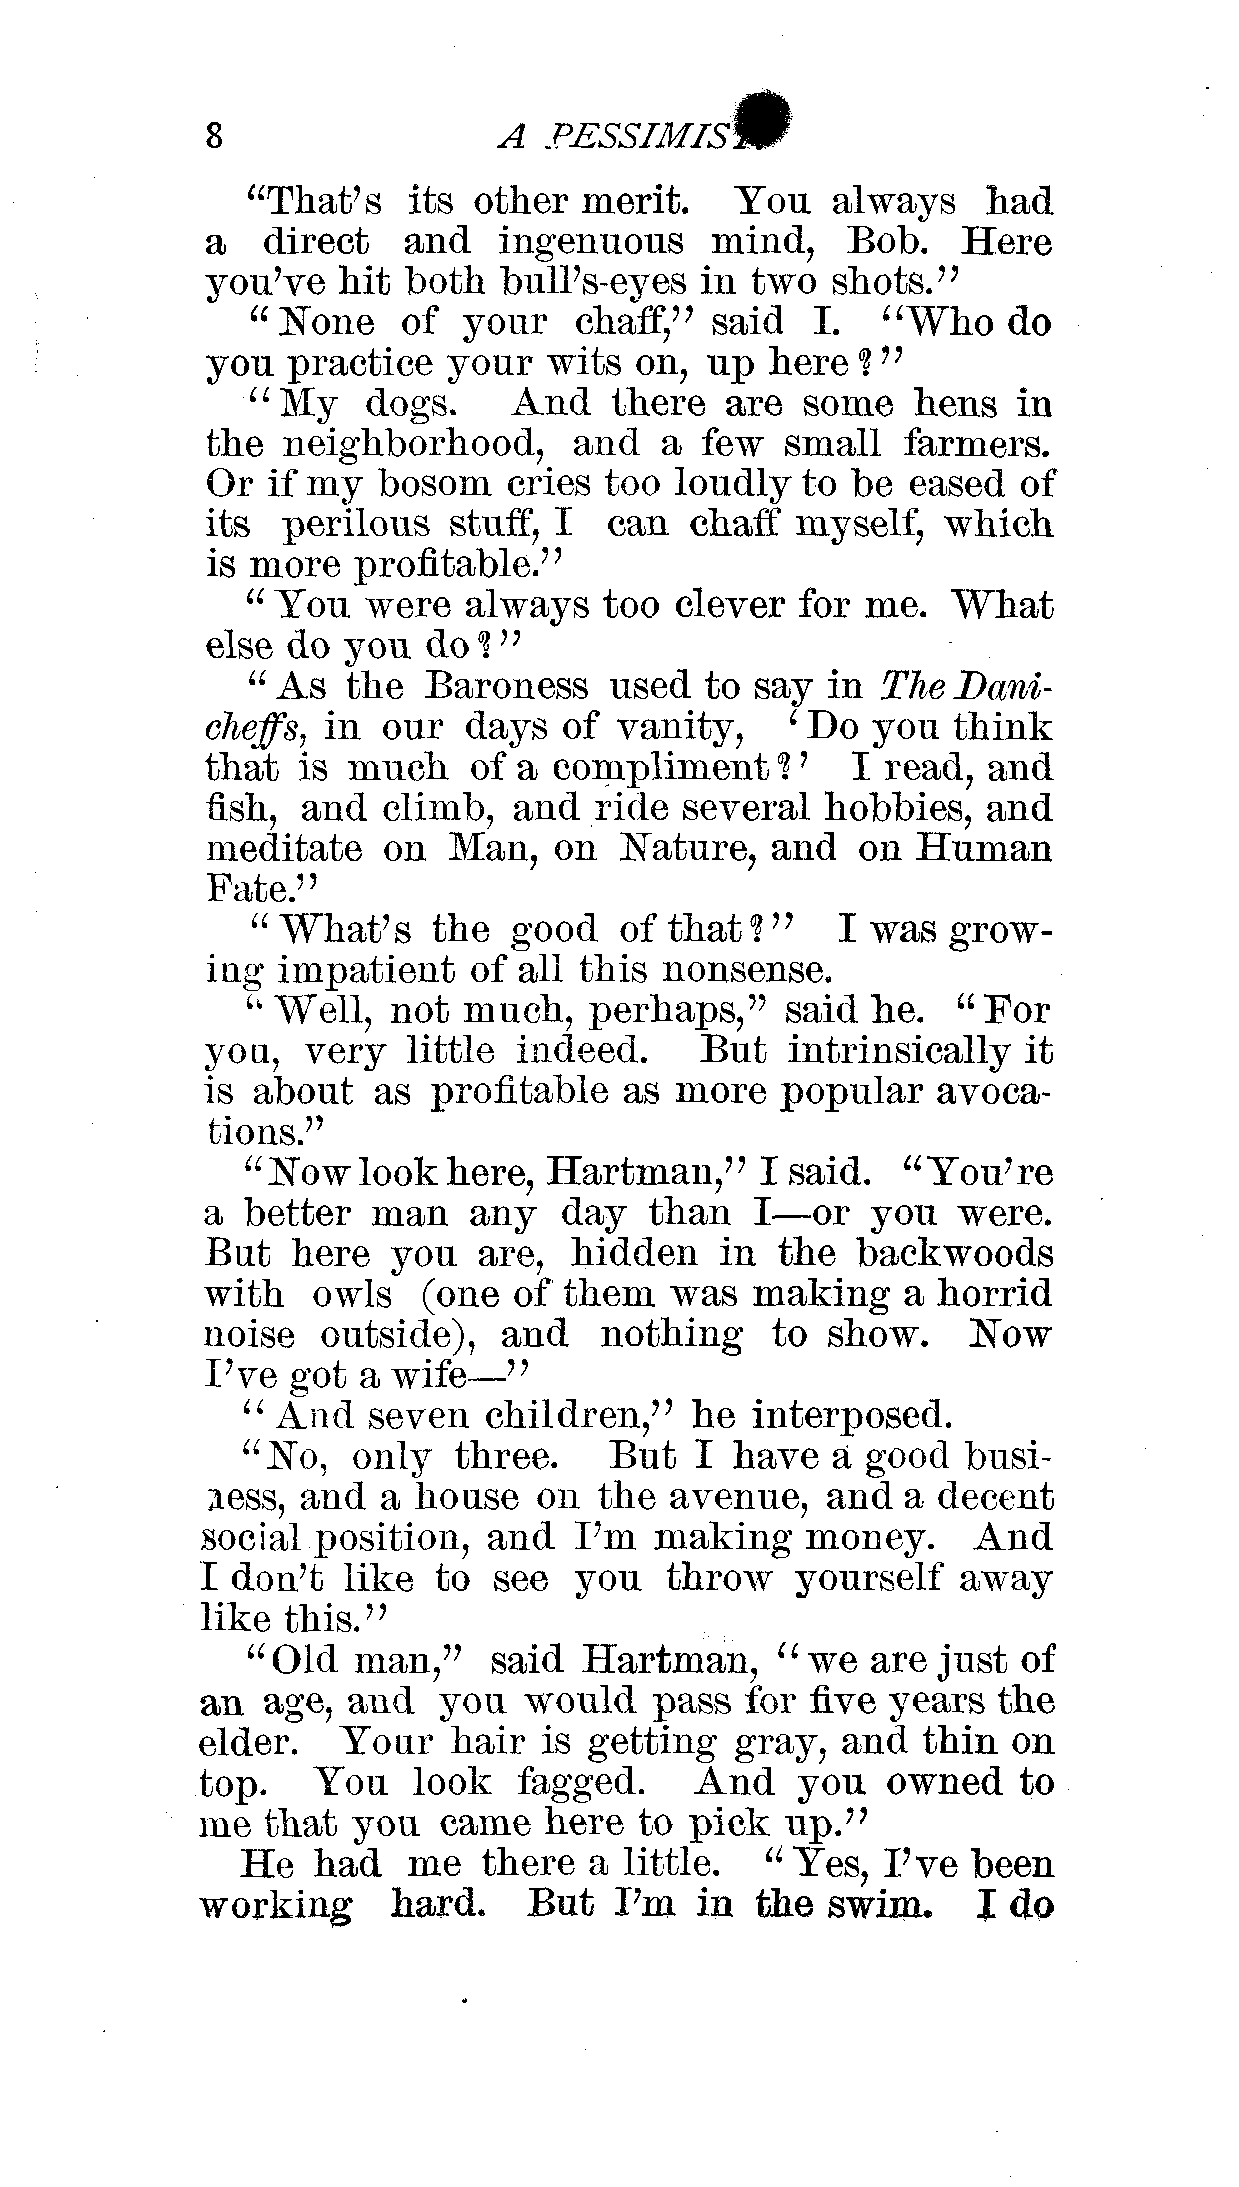 8 A PESSIMIST.
"That's its other merit. You always had
a direct and ingenuous mind, Bob. Here
you've hit both bull's-eyes in two shots."
"None of your chaff," said I. "Who do
you practice your wits on, up here?"
"My dogs. And there are some hens in
the neighborhood, and a few small farmers.
Or if my bosom cries too loudly to be eased of
its perilous stuff, I can chaff myself, which
is more profitable."
"You were always too clever for me. What
else do you do?"
"As the Baroness used to say in The Dani-
cheffs, in our days of vanity, 'Do you think
that is much of a compliment?' I read, and
fish, and climb, and ride several hobbies, and
meditate on Man, on Nature, and on Human
Fate."
"What's the good of that?" I was grow-
ing impatient of all this nonsense.
"Well, not much, perhaps," said he. "For
you, very little indeed. But intrinsically it
is about as profitable as more popular avoca-
tions."
"Now look here, Hartman," I said. "You're
a better man any day than I—or you were.
But here you are, hidden in the backwoods
with owls (one of them was making a horrid
noise outside), and nothing to show. Now
I've got a wife—"
"And seven children," he interposed.
"No, only three. But I have a good busi-
ness, and a house on the avenue, and a decent
social position, and I'm making money. And
I don't like to see you throw yourself away
like this."
"Old man," said Hartman, "we are just of
an age, and you would pass for five years the
elder. Your hair is getting gray, and thin on
top. You look fagged. And you owned to
me that you came here to pick up."
He had me there a little. "Yes, I've been
working hard. But I'm in the swim. I do